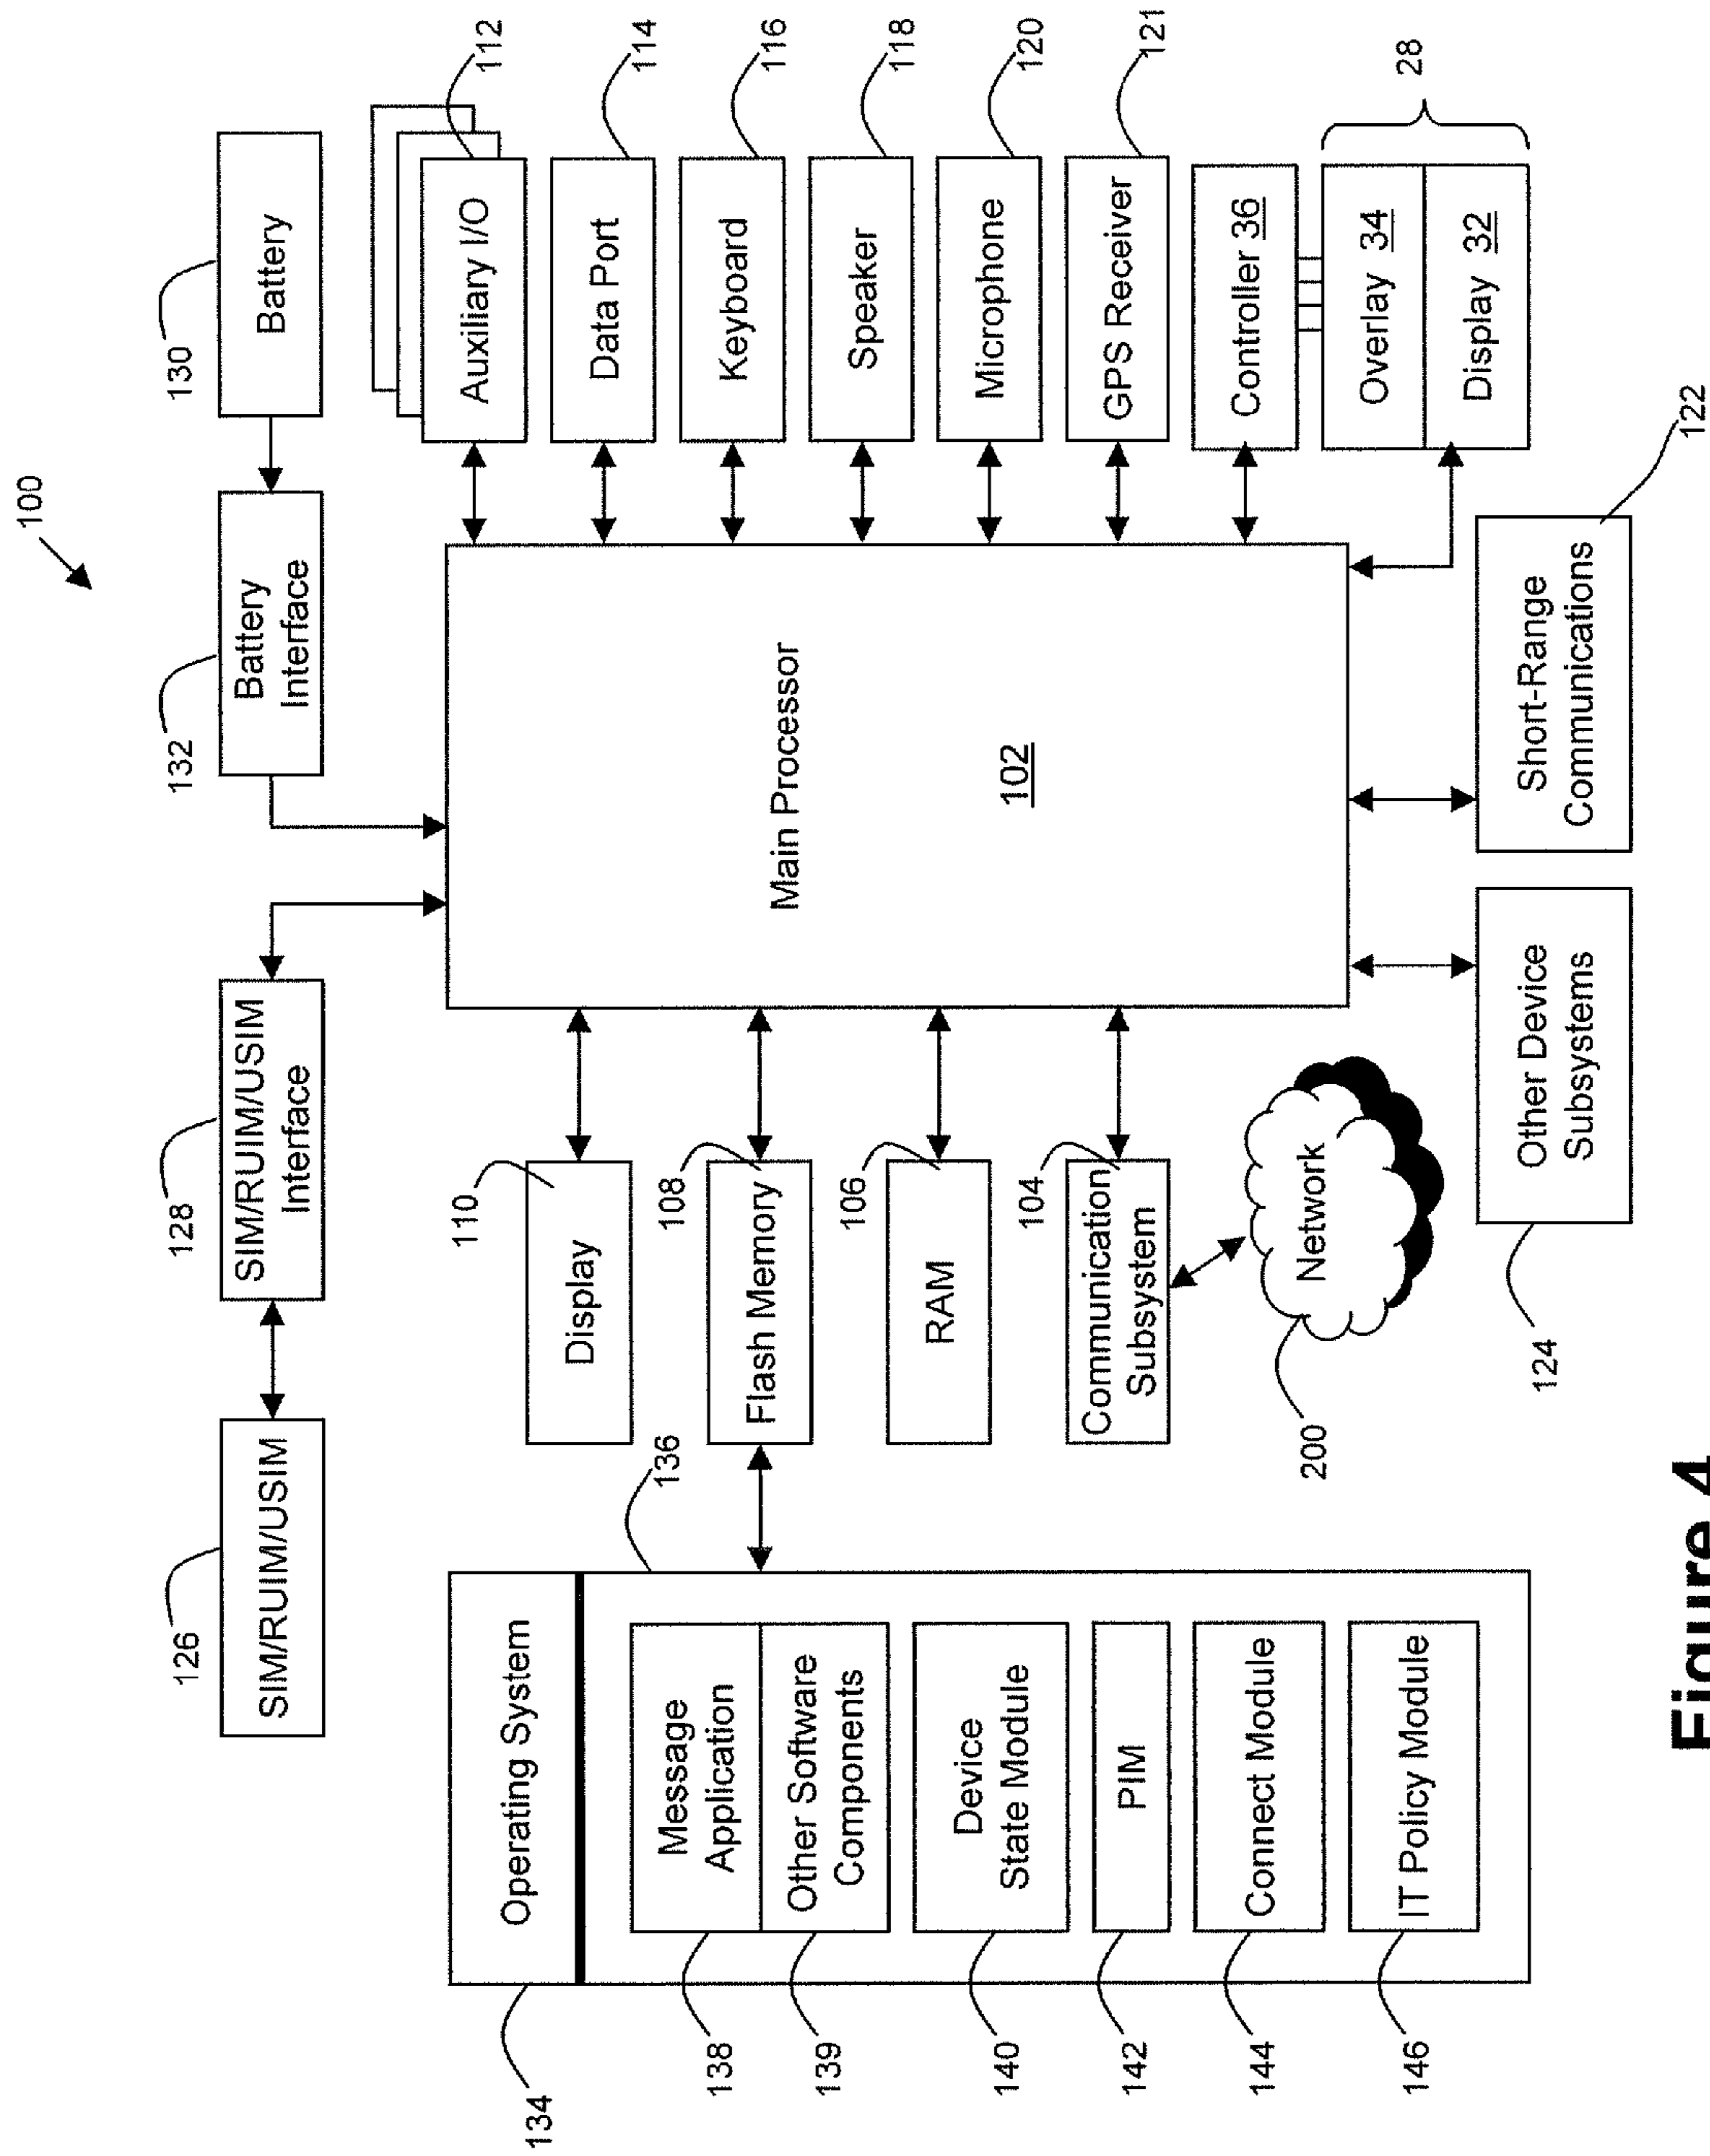 100
126
SIM/RUIM/USIM
128
SIM/RUIM/USIM
Interface
132
Battery
Interface
130
Battery
134
Operating System
136
138
Message
Application
139
Other Software
Components
140
Device
State Module
142
PIM
144
Connect Module
146
IT Policy Module
110
Display
108
Flash Memory
106
RAM
104
Communication
Subsystem
200
Network
Main Processor
102
Auxiliary I/O
112
Data Port
114
Keyboard
116
Speaker
118
Microphone
120
GPS Receiver
121
Controller 36
Overlay 34
Display 32
28
124
Other Device
Subsystems
Short-Range
Communications
122
Figure 4